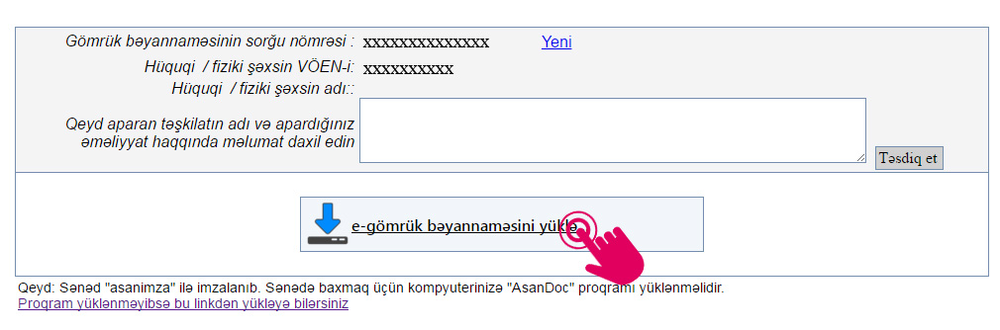 Gömrük bəyannaməsinin sorğu nömrəsi : xxxxxxxxxxxxxx Yeni
Hüquqi / fiziki şəxsin VÖEN-i: xxxxxxxxxx
Hüquqi / fiziki şəxsin adı::
Qeyd aparan təşkilatın adı və apardığınız
əməliyyat haqqında məlumat daxil edin
Təsdiq et
e-gömrük bəyannaməsini yüklə
Qeyd: Sənəd "asanimza" ilə imzalanıb. Sənədə baxmaq üçün kompyuterinizə "AsanDoc" proqramı yüklənməlidir.
Proqram yüklənməyibsə bu linkdən yükləyə bilərsiniz